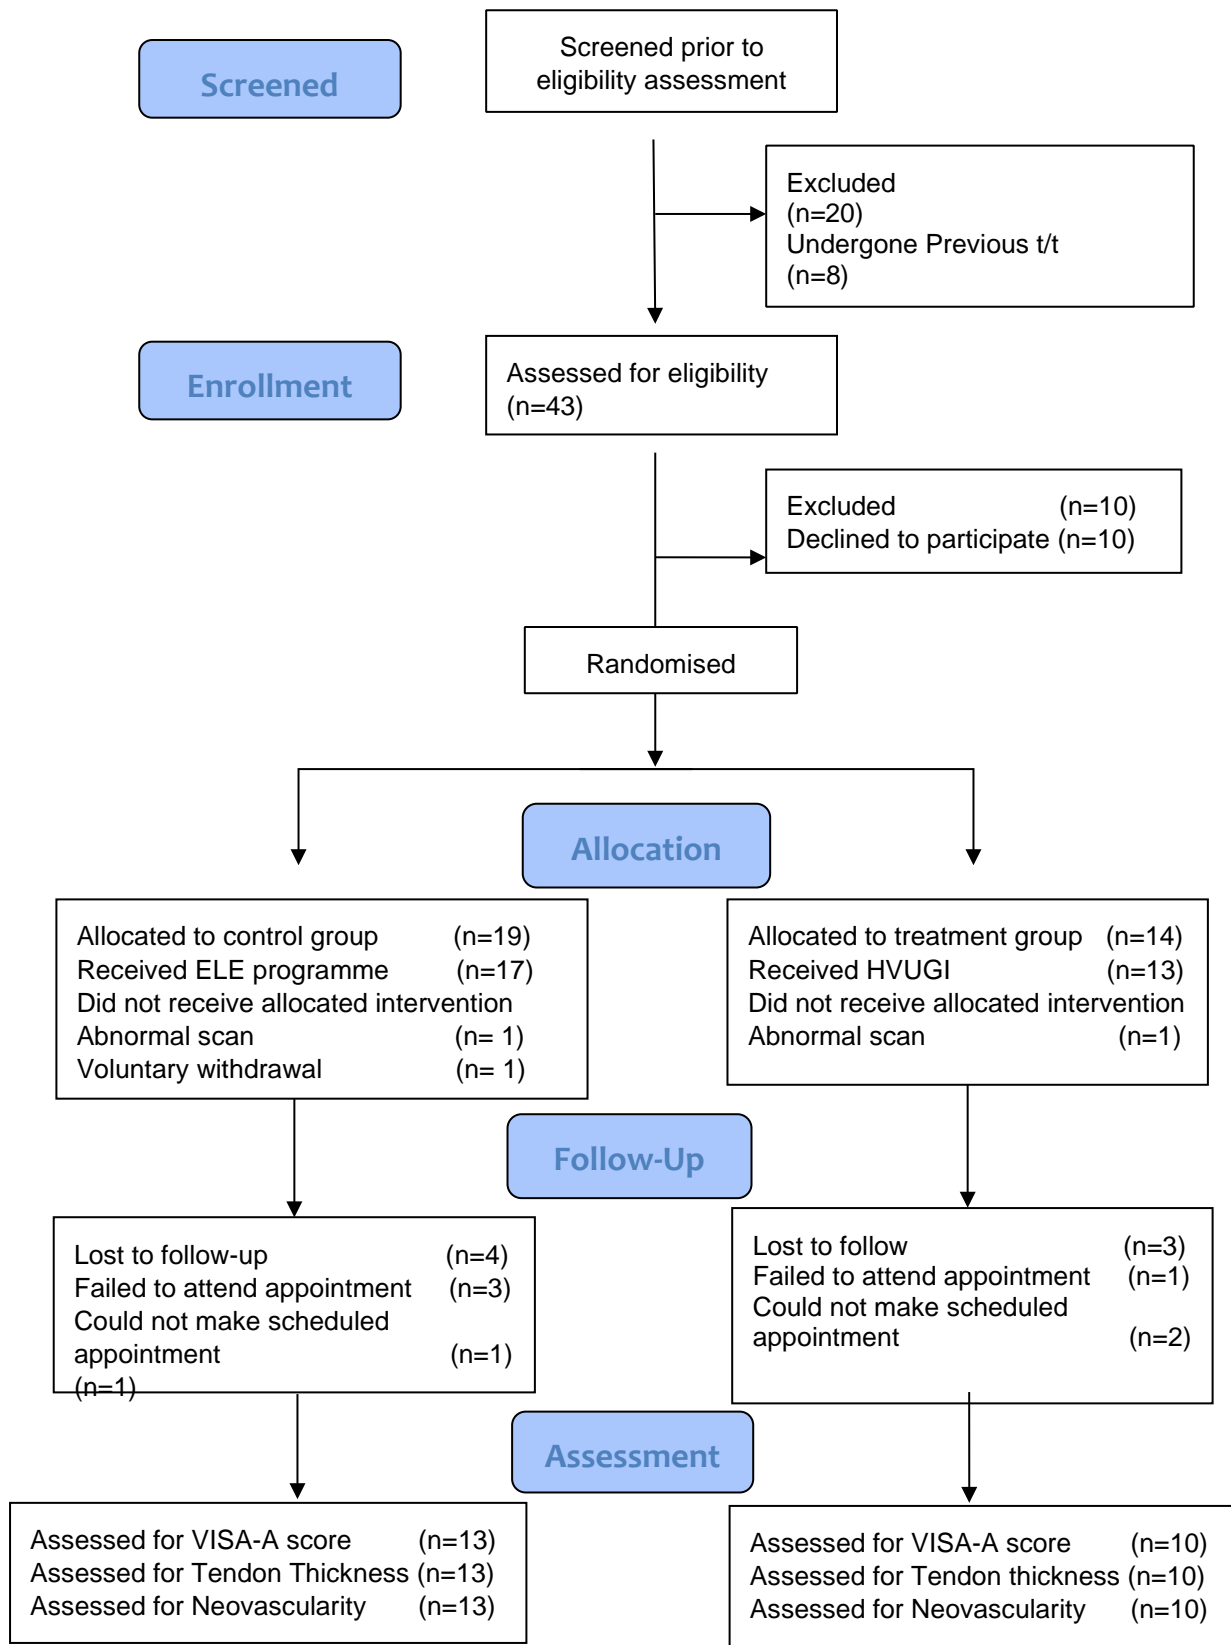 Screened
Screened prior to
eligibility assessment
Excluded
(n=20)
Undergone Previous t/t
(n=8)
Enrollment
Assessed for eligibility
(n=43)
Excluded (n=10)
Declined to participate (n=10)
Randomised
Allocation
Allocated to control group (n=19)
Received ELE programme (n=17)
Did not receive allocated intervention
Abnormal scan (n= 1)
Voluntary withdrawal (n= 1)
Allocated to treatment group (n=14)
Received HVUGI (n=13)
Did not receive allocated intervention
Abnormal scan (n=1)
Follow-Up
Lost to follow-up (n=4)
Failed to attend appointment (n=3)
Could not make scheduled
appointment (n=1)
(n=1)
Lost to follow (n=3)
Failed to attend appointment (n=1)
Could not make scheduled
appointment (n=2)
Assessment
Assessed for VISA-A score (n=13)
Assessed for Tendon Thickness (n=13)
Assessed for Neovascularity (n=13)
Assessed for VISA-A score (n=10)
Assessed for Tendon thickness (n=10)
Assessed for Neovascularity (n=10)